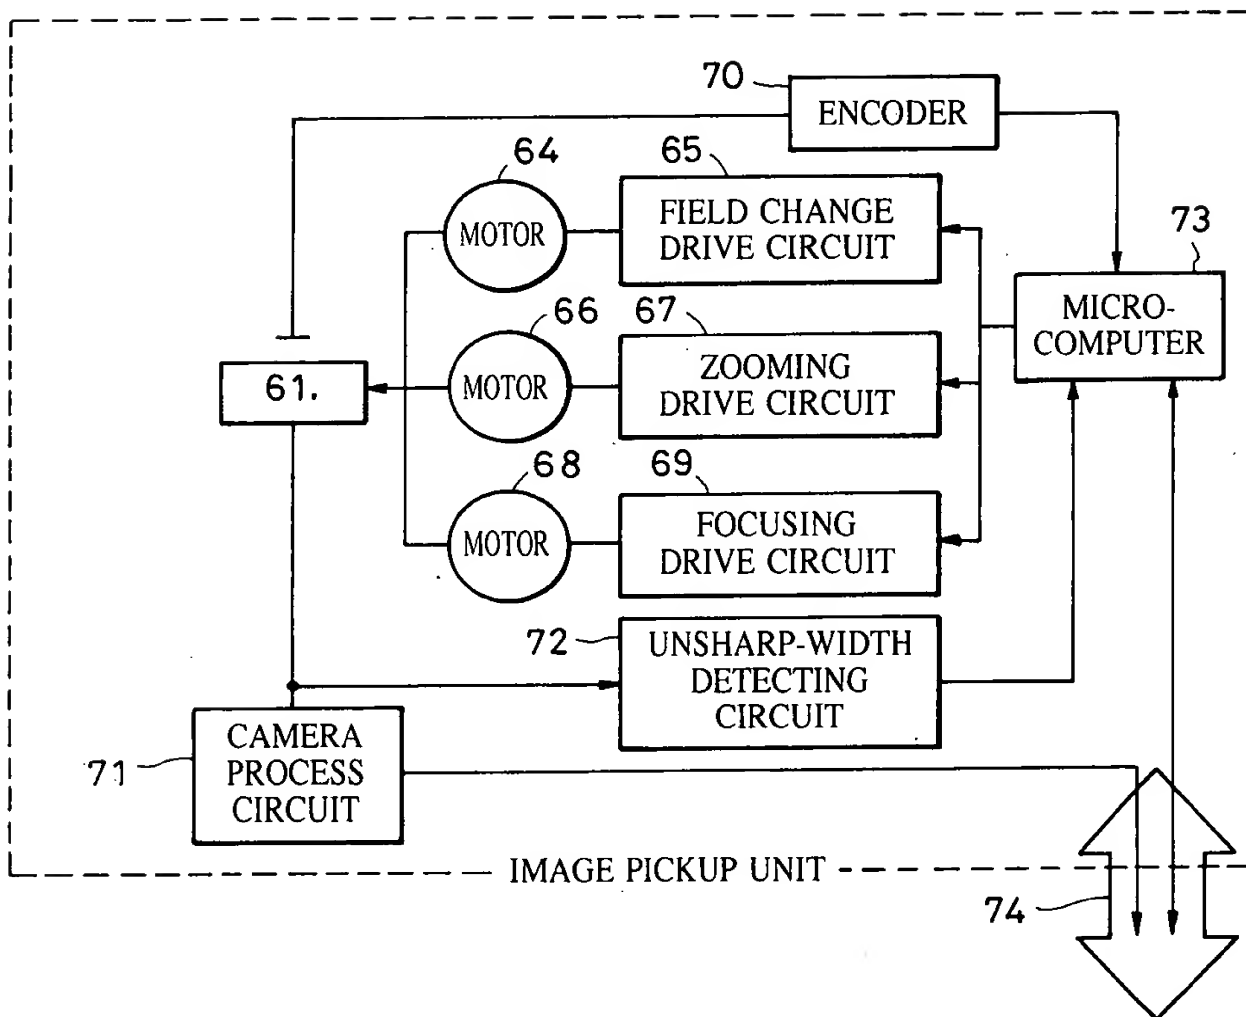 70
ENCODER
64
65
MOTOR
FIELD CHANGE
DRIVE CIRCUIT
73
MICRO-
COMPUTER
66
67
61.
MOTOR
ZOOMING
DRIVE CIRCUIT
68
69
MOTOR
FOCUSING
DRIVE CIRCUIT
72
UNSHARP-WIDTH
DETECTING
CIRCUIT
71
CAMERA
PROCESS
CIRCUIT
IMAGE PICKUP UNIT
74